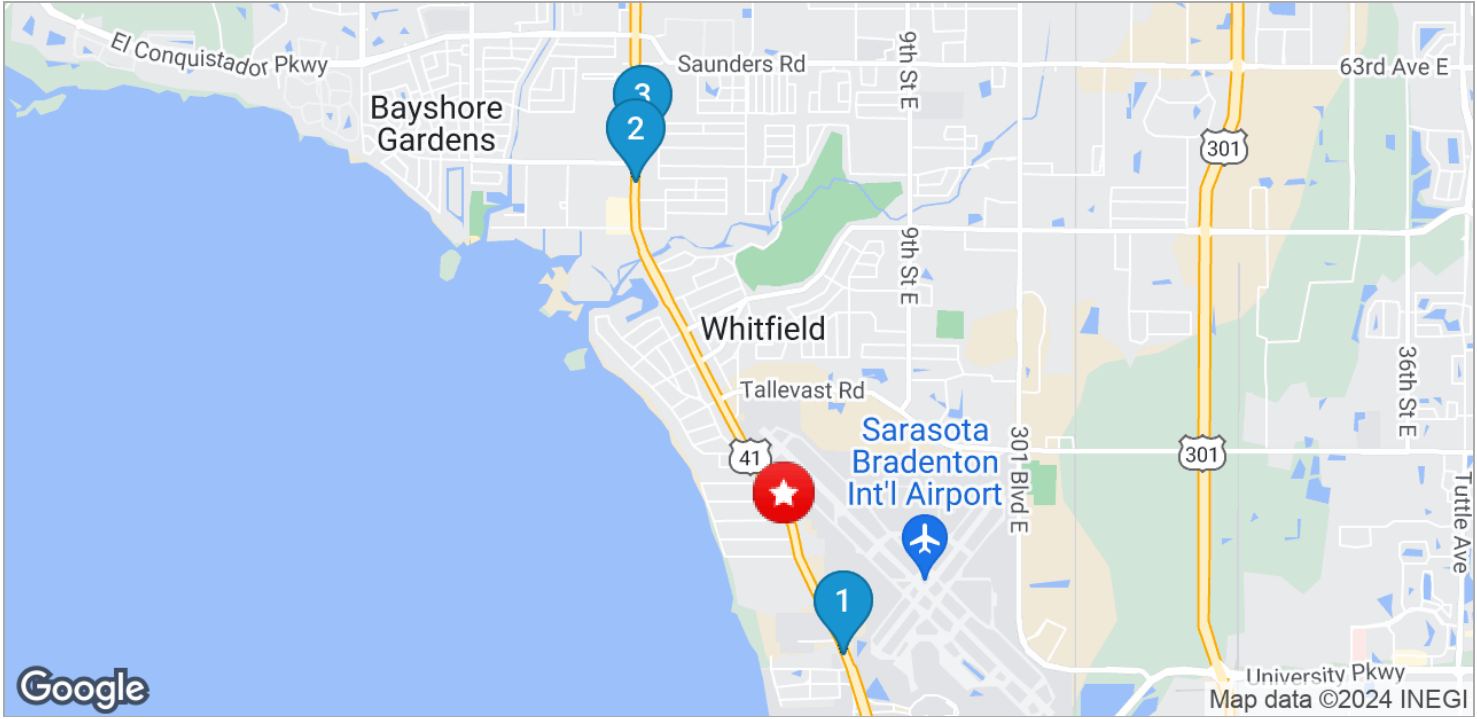 El Conquistador Pkwy
Saunders Rd
9th St E
63rd Ave E
Bayshore
Gardens
3
2
301
9th St E
Whitfield
Tallevast Rd
36th St E
41
Sarasota
Bradenton
Int'l Airport
301 Blvd E
301
Tuttle Ave
1
University Pkwy
Google
Map data ©2024 INEGI